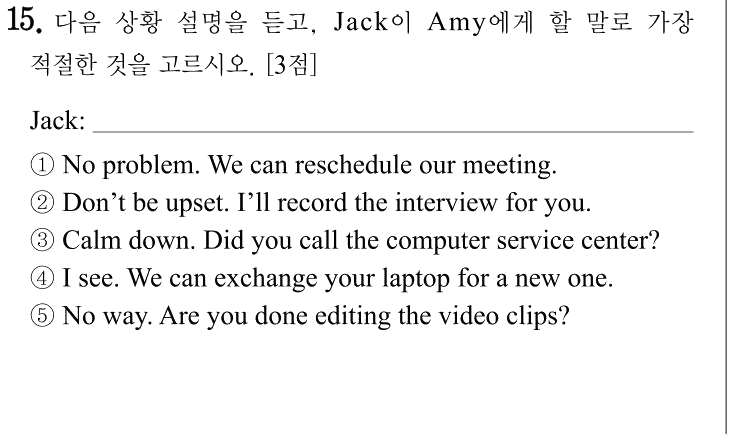 15. 다음 상황 설명을 듣고, Jack이 Amy에게 할 말로 가장
적절한 것을 고르시오. [3점]
Jack: 
① No problem. We can reschedule our meeting.
② Don’t be upset. I’ll record the interview for you.
③ Calm down. Did you call the computer service center?
④ I see. We can exchange your laptop for a new one.
⑤ No way. Are you done editing the video clips?